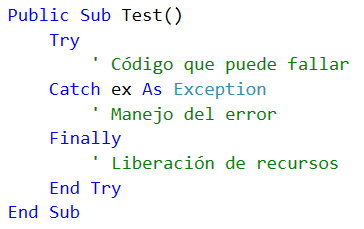 Public Sub Test()
    Try
        ' Código que puede fallar
    Catch ex As Exception
        ' Manejo del error
    Finally
        ' Liberación de recursos
    End Try
End Sub